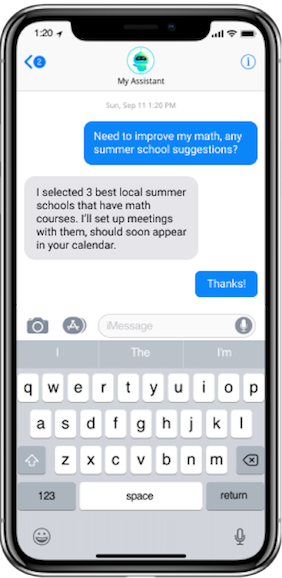 1:20
2
My Assistant
Sun, Sep 11 1:20 PM
Need to improve my math, any
summer school suggestions?
I selected 3 best local summer
schools that have math
courses. I'll set up meetings
with them, should soon appear
in your calendar.
Thanks!
iMessage
I The I'm
q w e r t y u i o p
a s d f g h j k l
z x c v b n m
123 space return